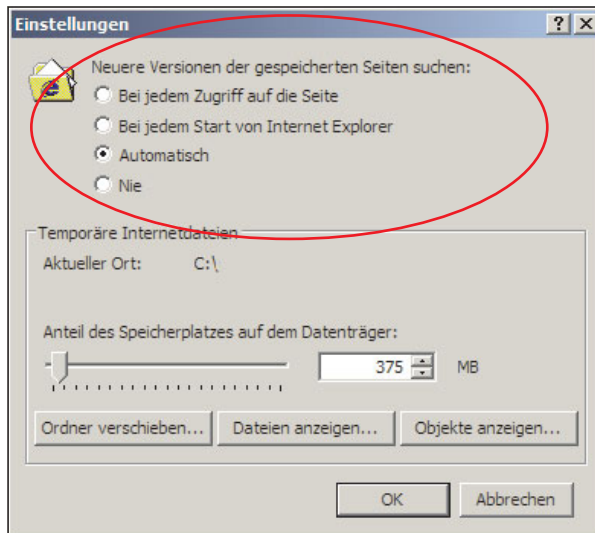 Einstellungen
Neuere Versionen der gespeicherten Seiten suchen:
Bei jedem Zugriff auf die Seite
Bei jedem Start von Internet Explorer
Automatisch
Nie
Temporäre Internetdateien
Aktueller Ort: C:\
Anteil des Speicherplatzes auf dem Datenträger:
375 MB
Ordner verschieben... Dateien anzeigen... Objekte anzeigen...
OK Abbrechen